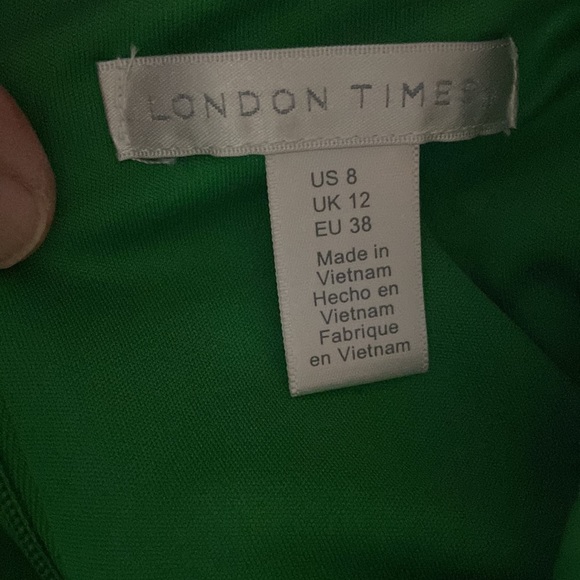 LONDON TIMES
US 8
UK 12
EU 38
Made in
Vietnam
Hecho en
Vietnam
Fabrique
en Vietnam